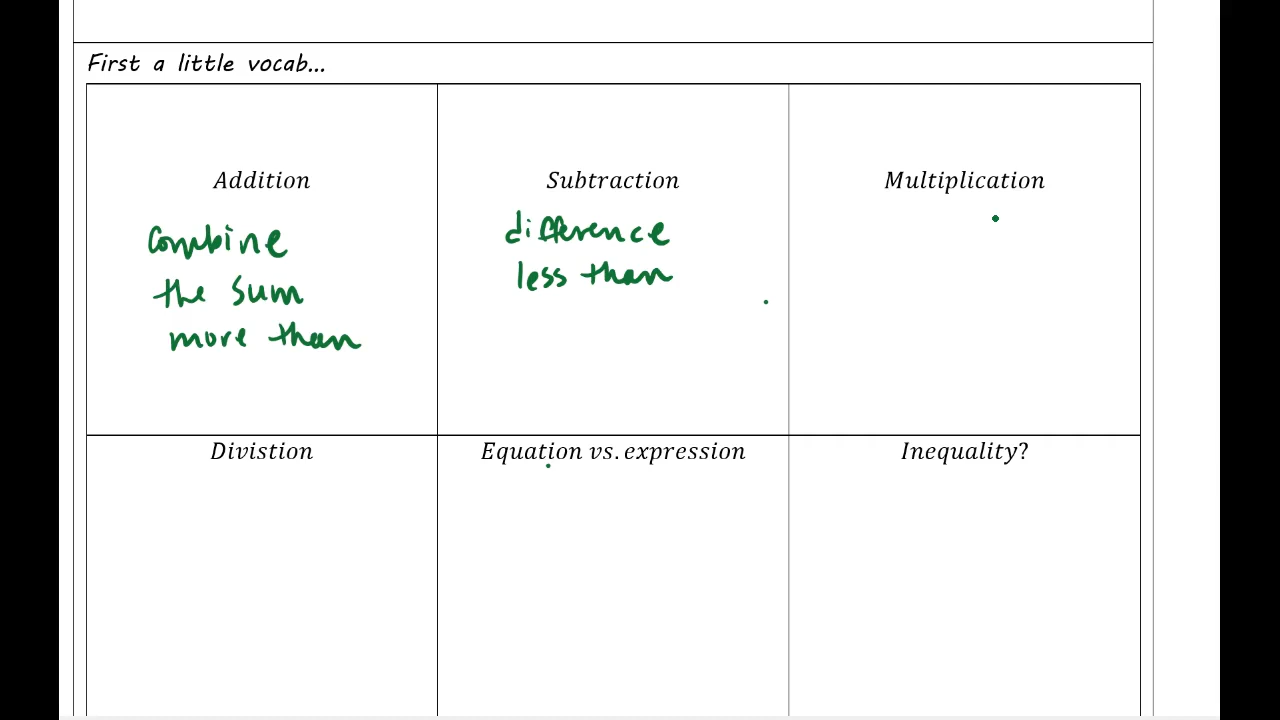 First a little vocab...
Addition
combine
the sum
more than
Subtraction
difference
less than
Multiplication
Divistion
Equation vs. expression
Inequality?